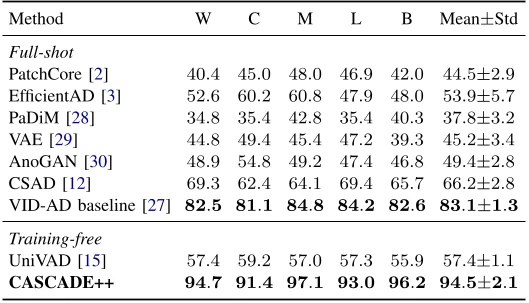 Method W C M L B Mean±Std
Full-shot
PatchCore [2] 40.4 45.0 48.0 46.9 42.0 44.5±2.9
EfficientAD [3] 52.6 60.2 60.8 47.9 48.0 53.9±5.7
PaDiM [28] 34.8 35.4 42.8 35.4 40.3 37.8±3.2
VAE [29] 44.8 49.4 45.4 47.2 39.3 45.2±3.4
AnoGAN [30] 48.9 54.8 49.2 47.4 46.8 49.4±2.8
CSAD [12] 69.3 62.4 64.1 69.4 65.7 66.2±2.8
VID-AD baseline [27] 82.5 81.1 84.8 84.2 82.6 83.1±1.3
Training-free
UniVAD [15] 57.4 59.2 57.0 57.3 55.9 57.4±1.1
CASCADE++ 94.7 91.4 97.1 93.0 96.2 94.5±2.1